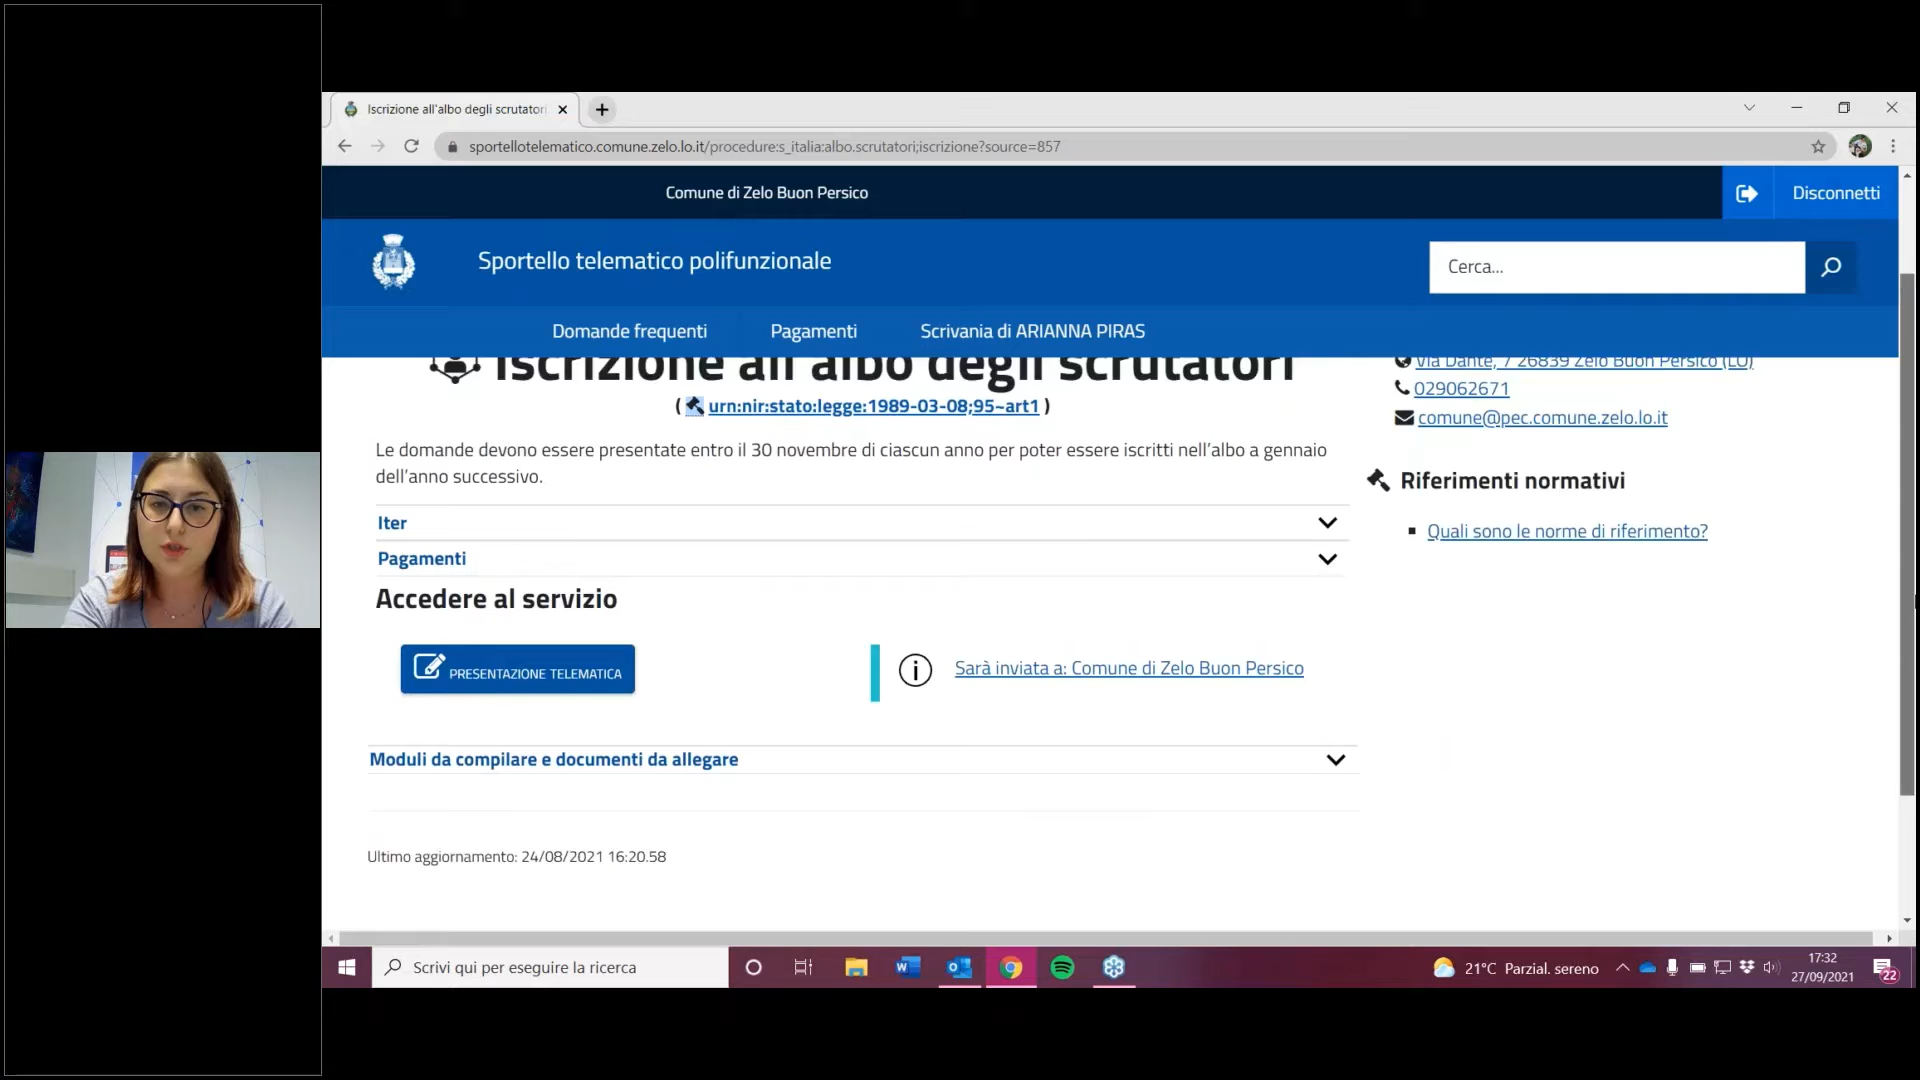 Iscrizione all'albo degli scrutatori
sportellotelematico.comune.zelo.lo.it/procedure:s_italia:albo.scrutatori;iscrizione?source=857
Comune di Zelo Buon Persico
Disconnetti
Sportello telematico polifunzionale
Cerca...
Domande frequenti
Pagamenti
Scrivania di ARIANNA PIRAS
Iscrizione all'albo degli scrutatori
( urn:nir:stato:legge:1989-03-08;95~art1 )
Le domande devono essere presentate entro il 30 novembre di ciascun anno per poter essere iscritti nell’albo a gennaio
dell’anno successivo.
Iter
Pagamenti
Accedere al servizio
PRESENTAZIONE TELEMATICA
Sarà inviata a: Comune di Zelo Buon Persico
Moduli da compilare e documenti da allegare
Ultimo aggiornamento: 24/08/2021 16:20.58
Via Dante, 7 26839 Zelo Buon Persico (LO)
029062671
comune@pec.comune.zelo.lo.it
Riferimenti normativi
Quali sono le norme di riferimento?
Scrivi qui per eseguire la ricerca
21°C Parzial. sereno
17:32
27/09/2021
22